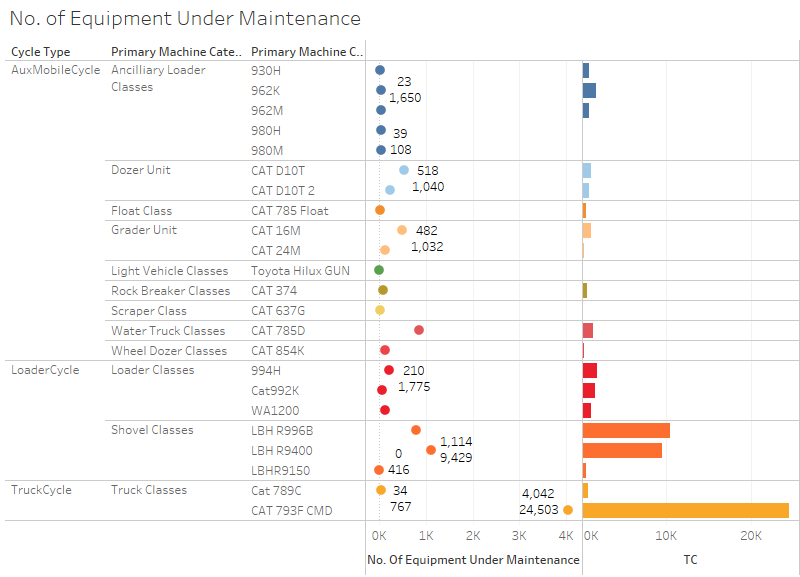 No. of Equipment Under Maintenance
Cycle Type Primary Machine Cate.. Primary Machine C..
AuxMobileCycle Ancilliary Loader Classes 930H
23
1,650
962K
962M
980H
39
108
980M
Dozer Unit CAT D10T 518
1,040
CAT D10T 2
Float Class CAT 785 Float
Grader Unit CAT 16M 482
1,032
CAT 24M
Light Vehicle Classes Toyota Hilux GUN
Rock Breaker Classes CAT 374
Scraper Class CAT 637G
Water Truck Classes CAT 785D
Wheel Dozer Classes CAT 854K
LoaderCycle Loader Classes 994H 210
1,775
Cat992K
WA1200
Shovel Classes LBH R996B
1,114
9,429
LBH R9400
0
416
LBHR9150
TruckCycle Truck Classes Cat 789C 34
767
4,042
24,503
CAT 793F CMD
0K 1K 2K 3K 4K 0K 10K 20K
No. Of Equipment Under Maintenance TC